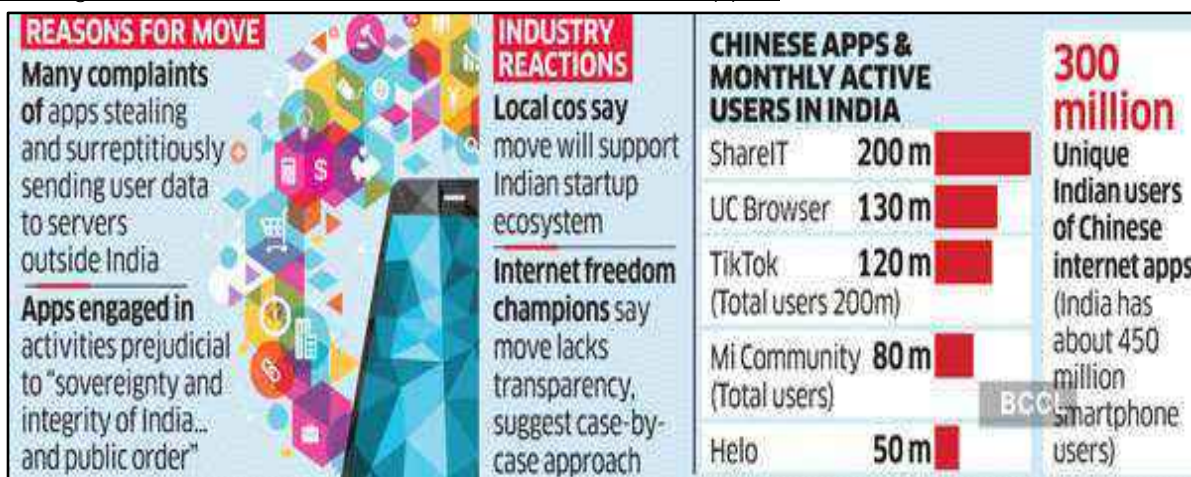 REASONS FOR MOVE
Many complaints
of apps stealing
and surreptitiously
sending user data
to servers
outside India
Apps engaged in
activities prejudicial
to “sovereignty and
integrity of India...
and public order”
INDUSTRY
REACTIONS
Local cos say
move will support
Indian startup
ecosystem
Internet freedom
champions say
move lacks
transparency,
suggest case-by-
case approach
CHINESE APPS &
MONTHLY ACTIVE
USERS IN INDIA
ShareIT 200 m
UC Browser 130 m
TikTok 120 m
(Total users 200m)
Mi Community 80 m
(Total users)
Helo 50 m
300
million
Unique
Indian users
of Chinese
internet apps
(India has
about 450
million
smartphone
users)